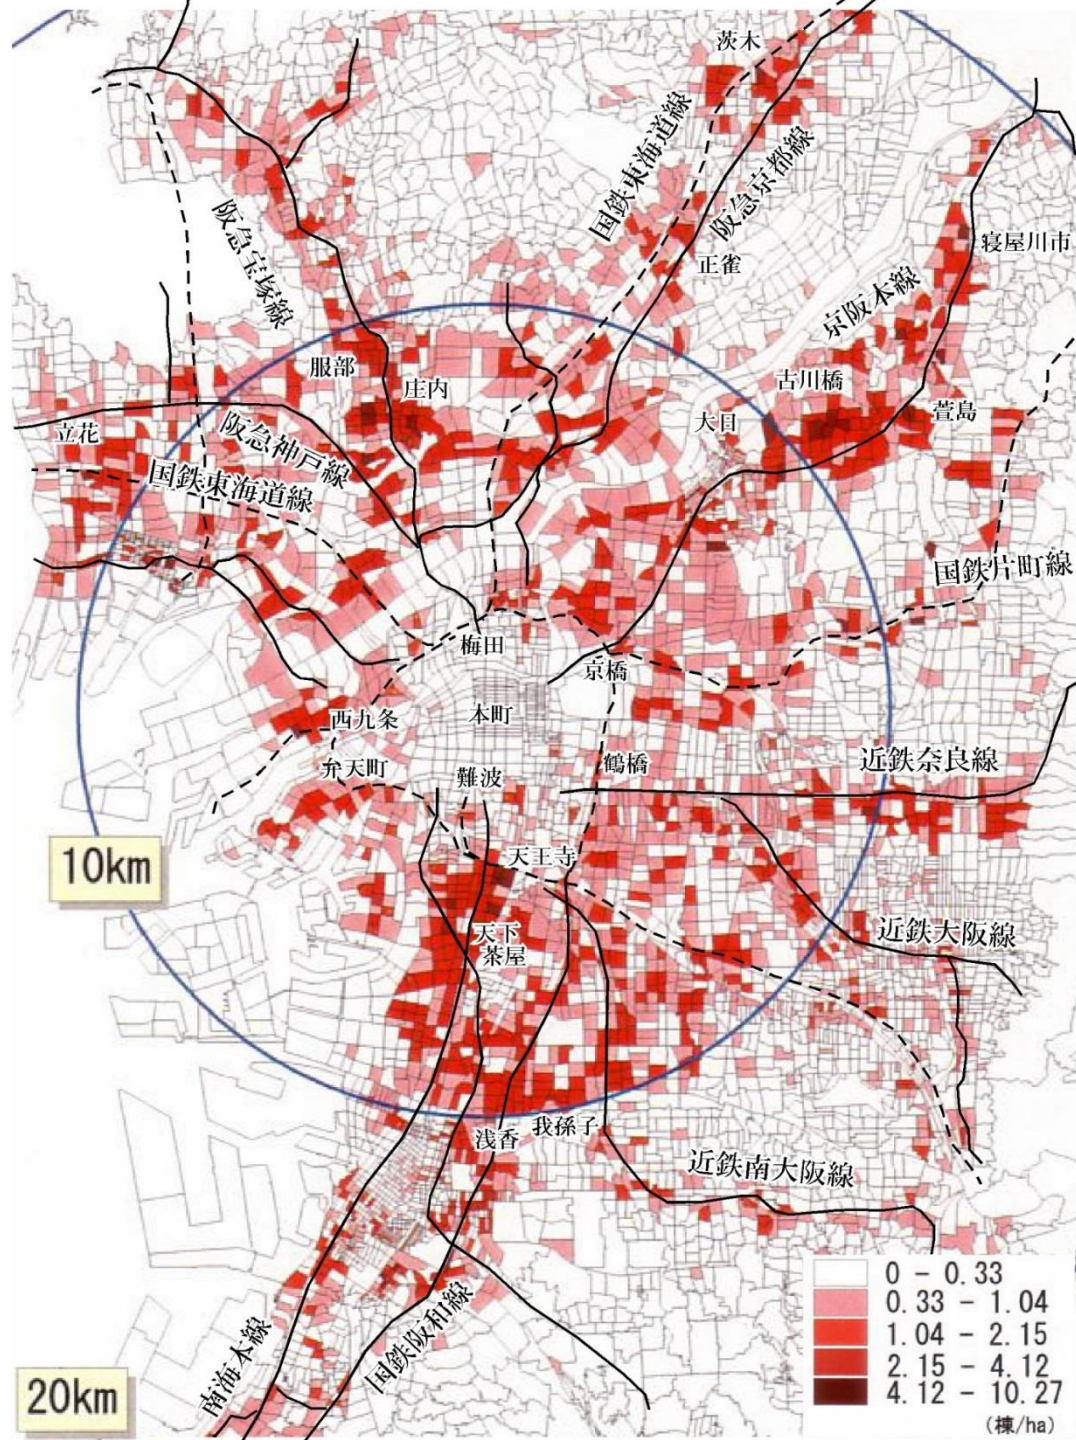 茨木
国鉄東海道線
阪急京都線
阪急宝塚線
正雀
寝屋川市
京阪本線
服部
庄内
古川橋
萱島
大日
立花
阪急神戸線
国鉄東海道線
国鉄片町線
梅田
京橋
西九条
本町
弁天町
難波
鶴橋
近鉄奈良線
10km
天王寺
天下
茶屋
近鉄大阪線
浅香
我孫子
近鉄南大阪線
南海本線
国鉄阪和線
20km
0 - 0.33
0.33 - 1.04
1.04 - 2.15
2.15 - 4.12
4.12 - 10.27
(棟/ha)